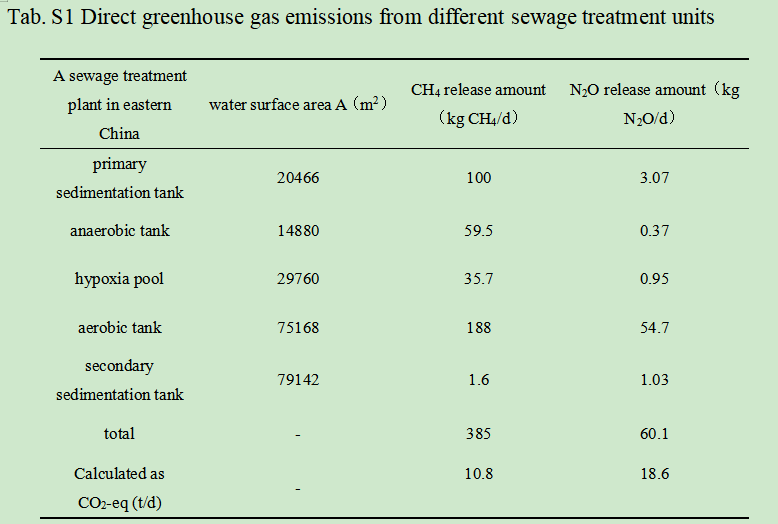 Tab. S1 Direct greenhouse gas emissions from different sewage treatment units
A sewage treatment
plant in eastern
China
water surface area A（m²）
CH₄ release amount
（kg CH₄/d）
N₂O release amount（kg
N₂O/d）
primary
sedimentation tank
20466 100 3.07
anaerobic tank 14880 59.5 0.37
hypoxia pool 29760 35.7 0.95
aerobic tank 75168 188 54.7
secondary
sedimentation tank
79142 1.6 1.03
total - 385 60.1
Calculated as
CO₂-eq (t/d)
- 10.8 18.6